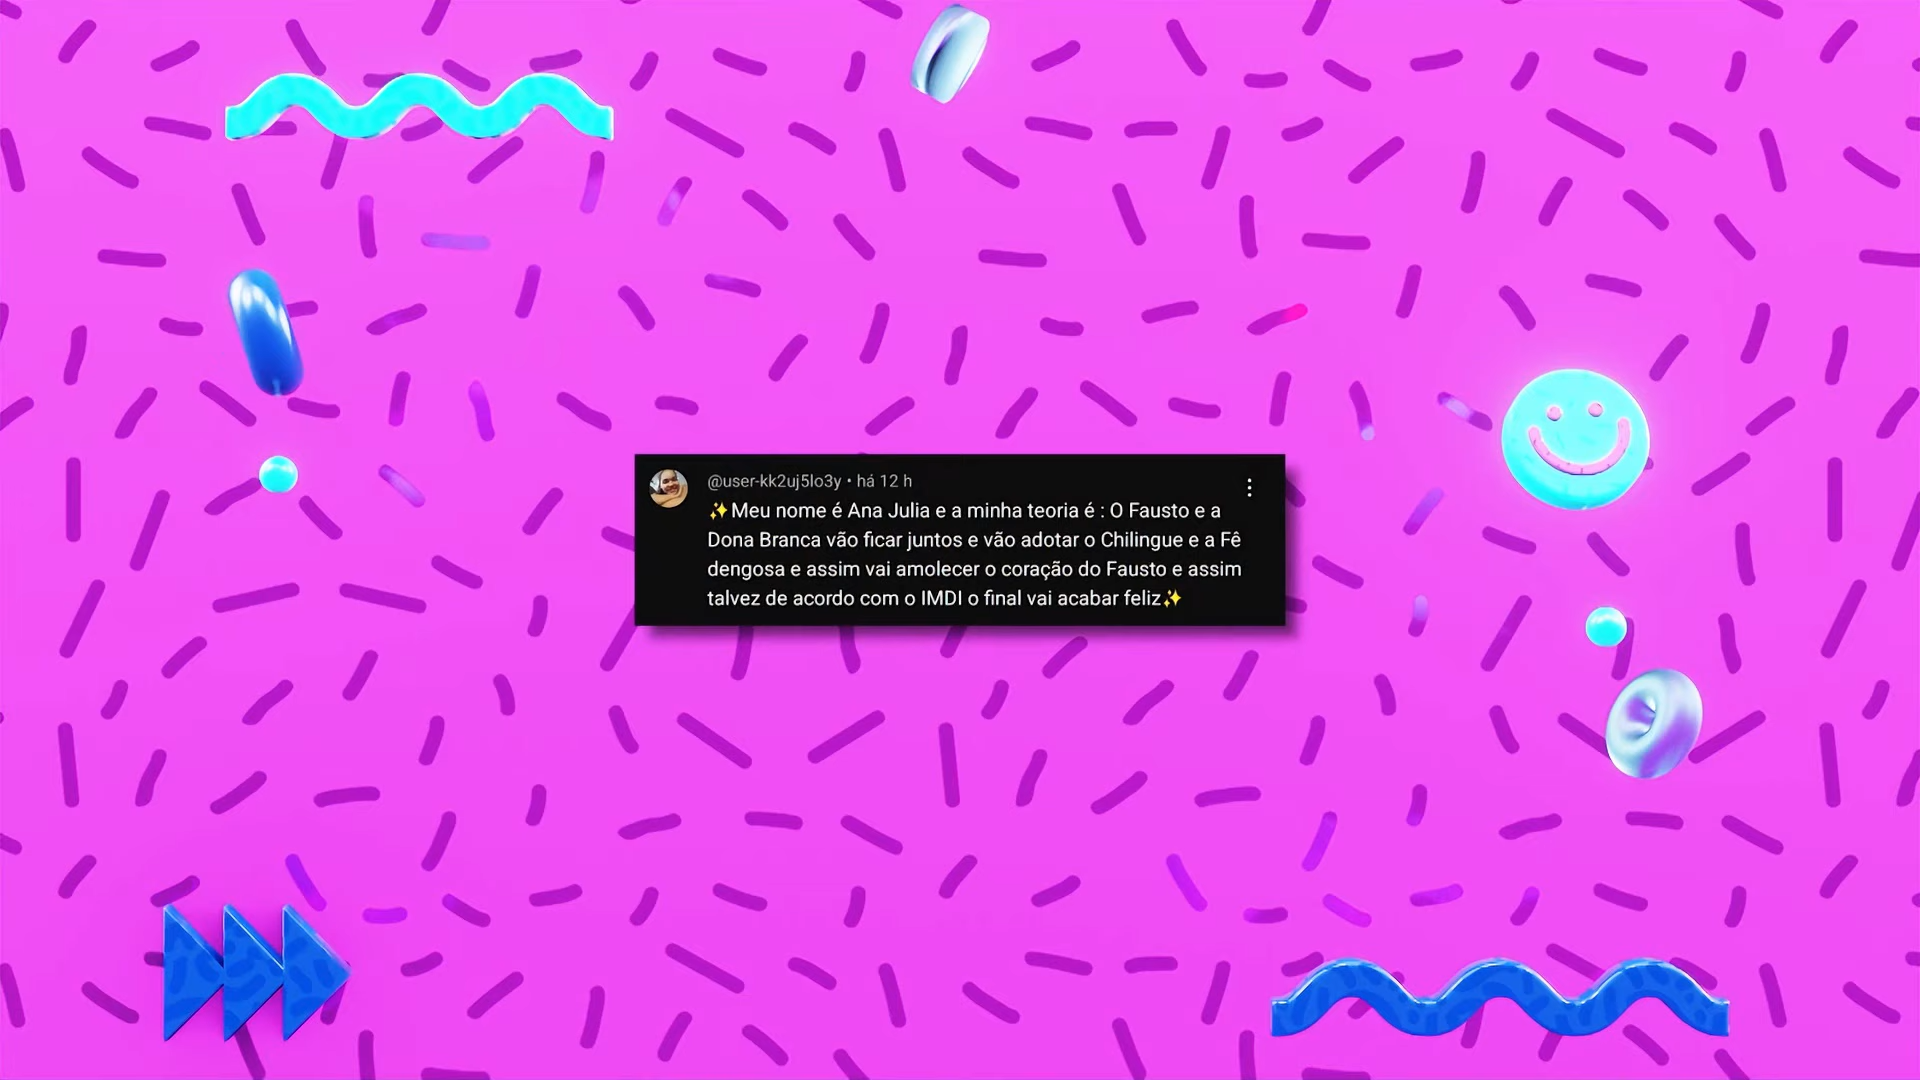 @user-kk2uj5lo3y • há 12 h
✨Meu nome é Ana Julia e a minha teoria é : O Fausto e a
Dona Branca vão ficar juntos e vão adotar o Chilingue e a Fê
dengosa e assim vai amolecer o coração do Fausto e assim
talvez de acordo com o IMDI o final vai acabar feliz✨